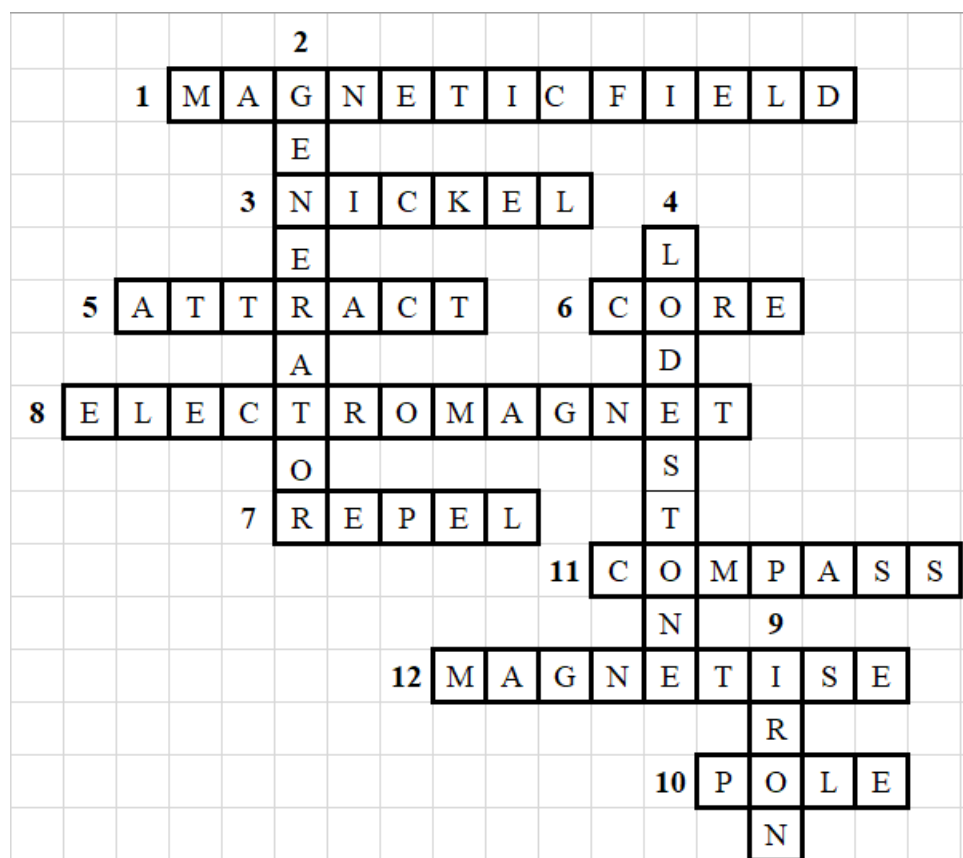 2
1 M A G N E T I C F I E L D
E
3 N I C K E L 4
E L
5 A T T R A C T 6 C O R E
A D
8 E L E C T R O M A G N E T
O S
7 R E P E L T
11 C O M P A S S
N 9
12 M A G N E T I S E
R
10 P O L E
N